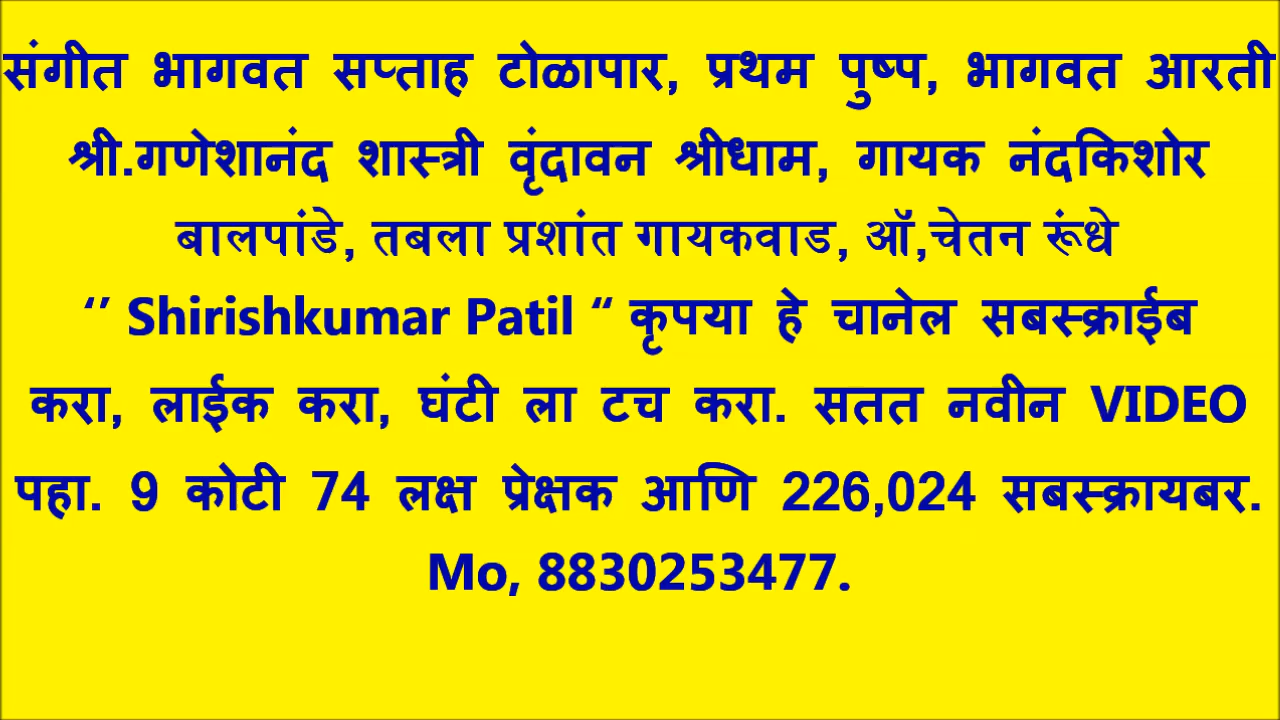 संगीत भागवत सप्ताह टोळापार, प्रथम पुष्प, भागवत आरती
श्री.गणेशानंद शास्त्री वृंदावन श्रीधाम, गायक नंदकिशोर
बालपांडे, तबला प्रशांत गायकवाड, ऑ,चेतन रूंधे
‘’ Shirishkumar Patil “ कृपया हे चानेल सबस्क्राईब
करा, लाईक करा, घंटी ला टच करा. सतत नवीन VIDEO
पहा. 9 कोटी 74 लक्ष प्रेक्षक आणि 226,024 सबस्क्रायबर.
Mo, 8830253477.